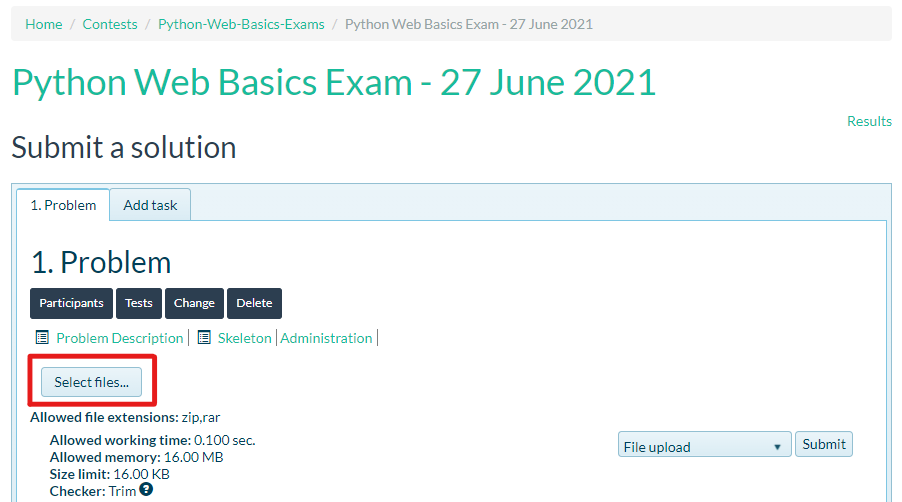 Home / Contests / Python-Web-Basics-Exams / Python Web Basics Exam - 27 June 2021
Python Web Basics Exam - 27 June 2021
Results
Submit a solution
1. Problem Add task
1. Problem
Participants Tests Change Delete
Problem Description | Skeleton | Administration |
Select files...
Allowed file extensions: zip,rar
Allowed working time: 0.100 sec.
Allowed memory: 16.00 MB
Size limit: 16.00 KB
Checker: Trim ?
File upload Submit